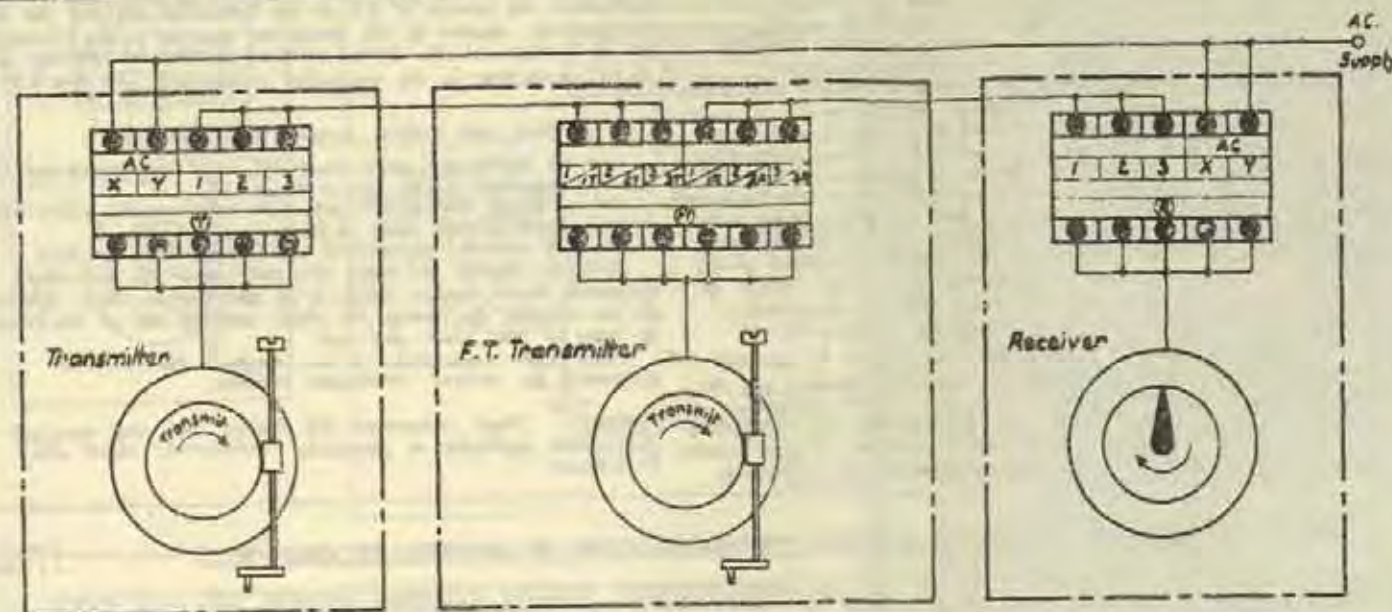 A.C.
Supply
AC
X Y 1 2 3
1 2 3 X Y
AC
Transmitter
F.T. Transmitter
Receiver
Transmit
Transmit